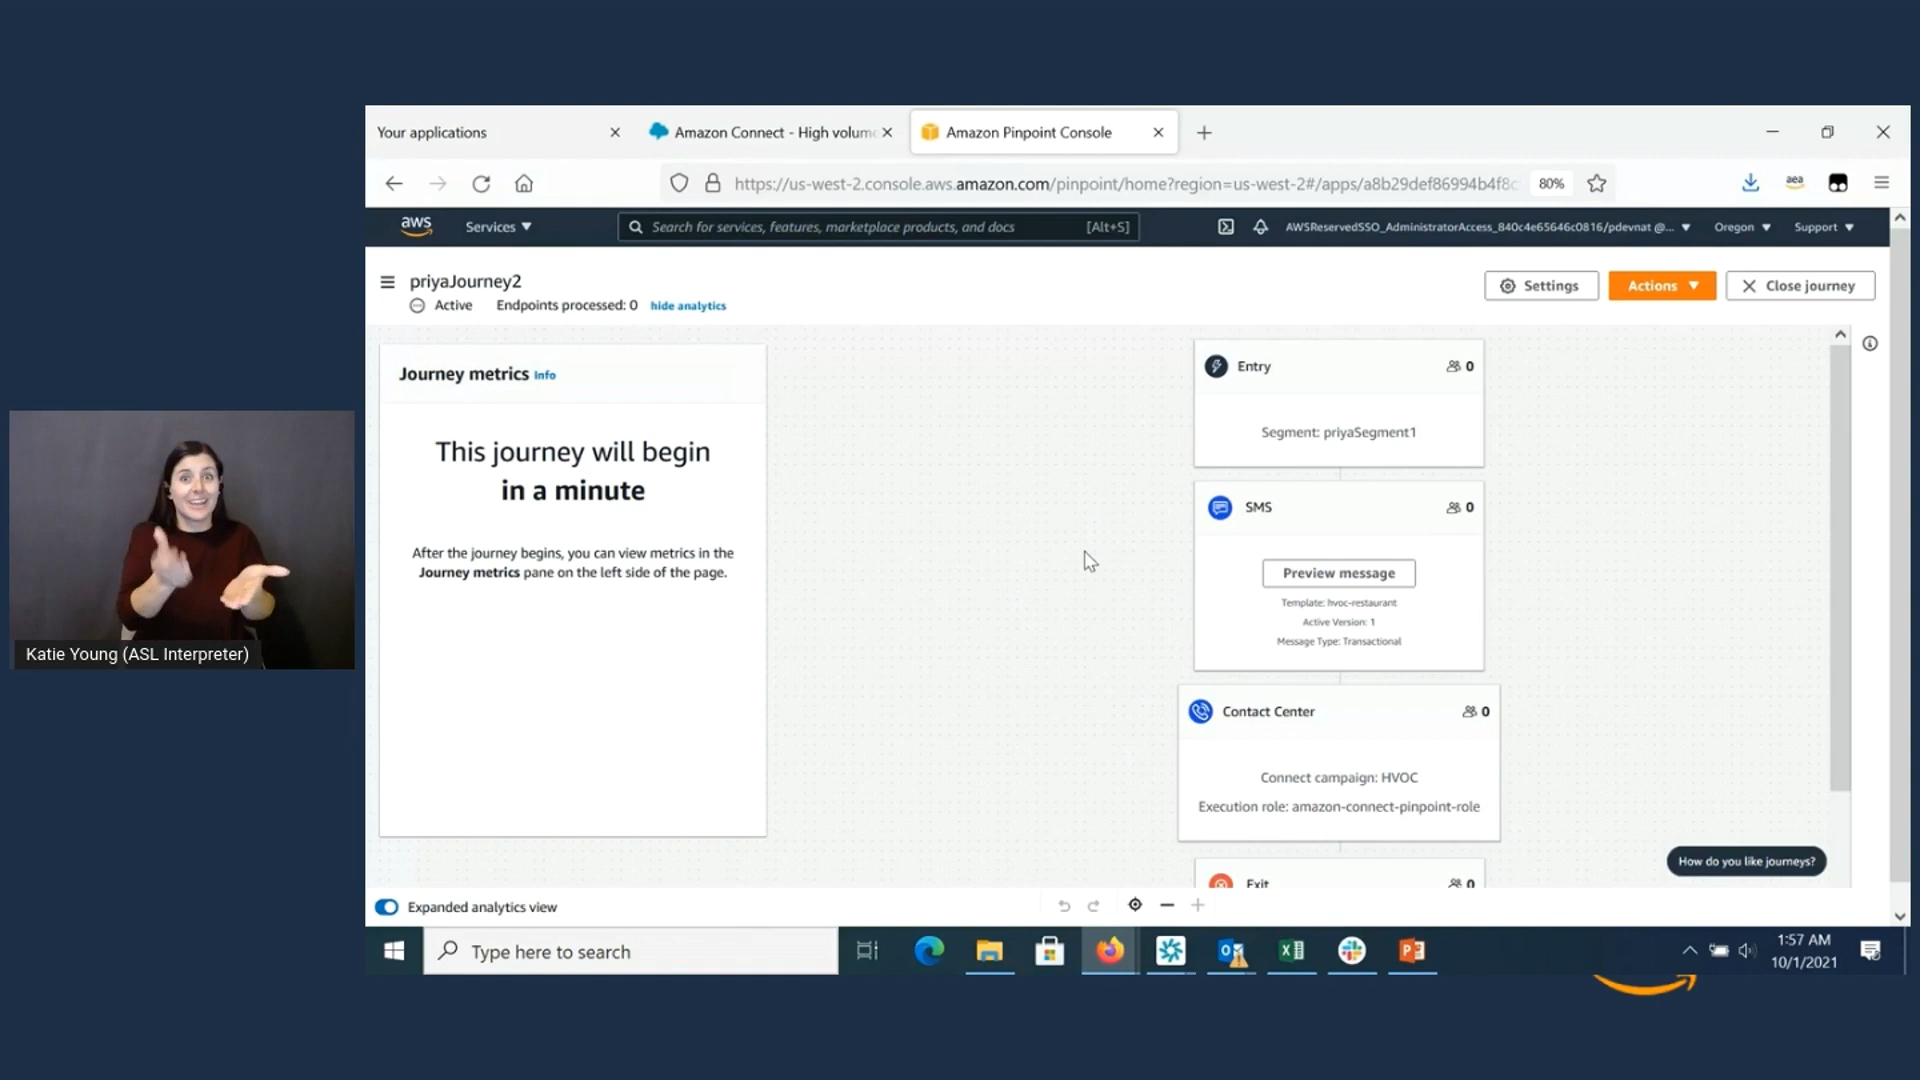 Your applications
Amazon Connect - High volum
Amazon Pinpoint Console
https://us-west-2.console.aws.amazon.com/pinpoint/home?region=us-west-2#/apps/a8b29def86994b4f8c
80%
aea
aws
Services
Search for services, features, marketplace products, and docs
[Alt+S]
AWSReservedSSO_AdministratorAccess_840c4e65646c0816/pdevnat @...
Oregon
Support
priyaJourney2
Active
Endpoints processed: 0
hide analytics
Settings
Actions
Close journey
Journey metrics Info
This journey will begin
in a minute
After the journey begins, you can view metrics in the
Journey metrics pane on the left side of the page.
Entry
0
Segment: priyaSegment1
SMS
0
Preview message
Template: hvoc-restaurant
Active Version: 1
Message Type: Transactional
Contact Center
0
Connect campaign: HVOC
Execution role: amazon-connect-pinpoint-role
Exit
0
How do you like journeys?
Expanded analytics view
Katie Young (ASL Interpreter)
Type here to search
1:57 AM
10/1/2021